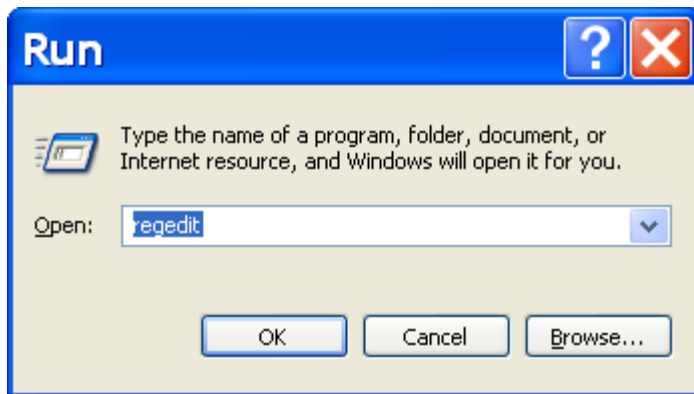 Run
Type the name of a program, folder, document, or
Internet resource, and Windows will open it for you.
Open: regedit
OK Cancel Browse...